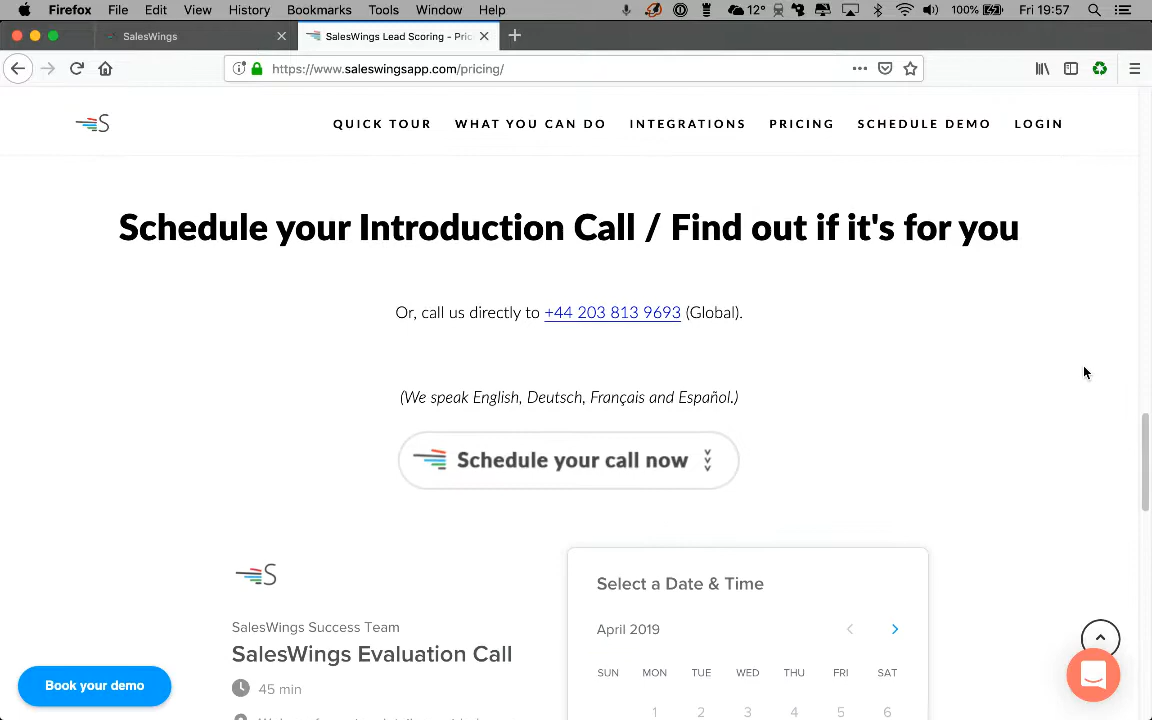 Firefox File Edit View History Bookmarks Tools Window Help 12° 100% Fri 19:57
SalesWings
SalesWings Lead Scoring - Pric
https://www.saleswingsapp.com/pricing/
S QUICK TOUR WHAT YOU CAN DO INTEGRATIONS PRICING SCHEDULE DEMO LOGIN
Schedule your Introduction Call / Find out if it's for you
Or, call us directly to +44 203 813 9693 (Global).
(We speak English, Deutsch, Français and Español.)
Schedule your call now
S
SalesWings Success Team
SalesWings Evaluation Call
45 min
Select a Date & Time
April 2019
SUN MON TUE WED THU FRI SAT
1 2 3 4 5 6
Book your demo